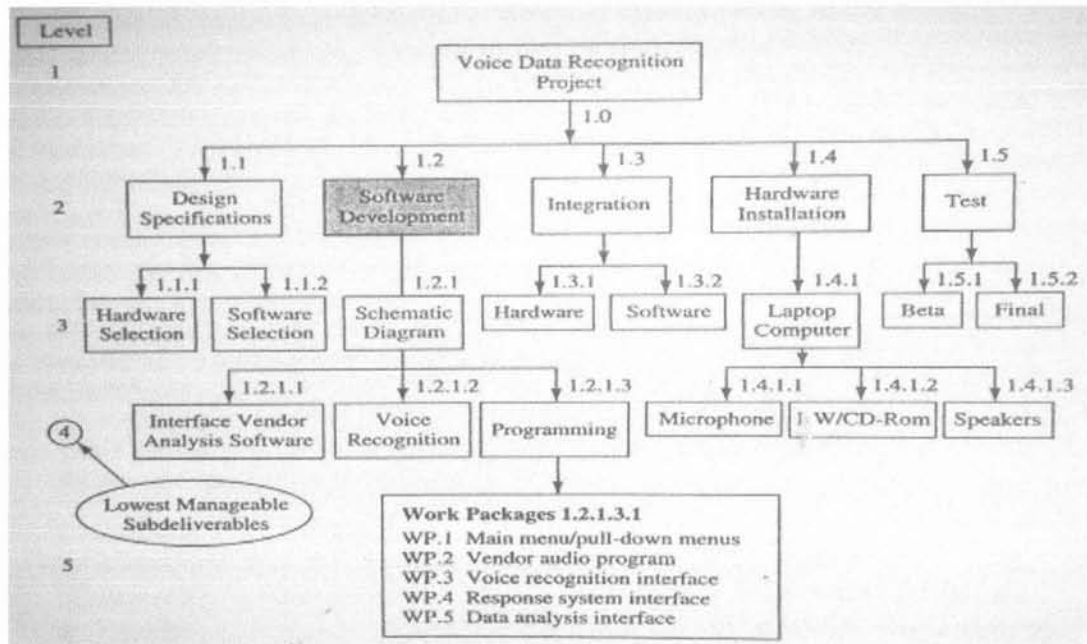 Level
1
Voice Data Recognition
Project
1.0
1.1
1.2
1.3
1.4
1.5
2
Design
Specifications
Software
Development
Integration
Hardware
Installation
Test
1.1.1
1.1.2
1.2.1
1.3.1
1.3.2
1.4.1
1.5.1
1.5.2
3
Hardware
Selection
Software
Selection
Schematic
Diagram
Hardware
Software
Laptop
Computer
Beta
Final
1.2.1.1
1.2.1.2
1.2.1.3
1.4.1.1
1.4.1.2
1.4.1.3
4
Interface Vendor
Analysis Software
Voice
Recognition
Programming
Microphone
W/CD-Rom
Speakers
Lowest Manageable
Subdeliverables
5
Work Packages 1.2.1.3.1
WP.1 Main menu/pull-down menus
WP.2 Vendor audio program
WP.3 Voice recognition interface
WP.4 Response system interface
WP.5 Data analysis interface